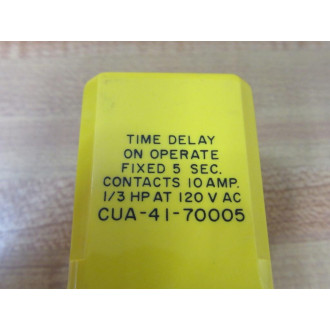 TIME DELAY
ON OPERATE
FIXED 5 SEC.
CONTACTS 10 AMP.
1/3 HP AT 120 V AC
CUA-41-70005